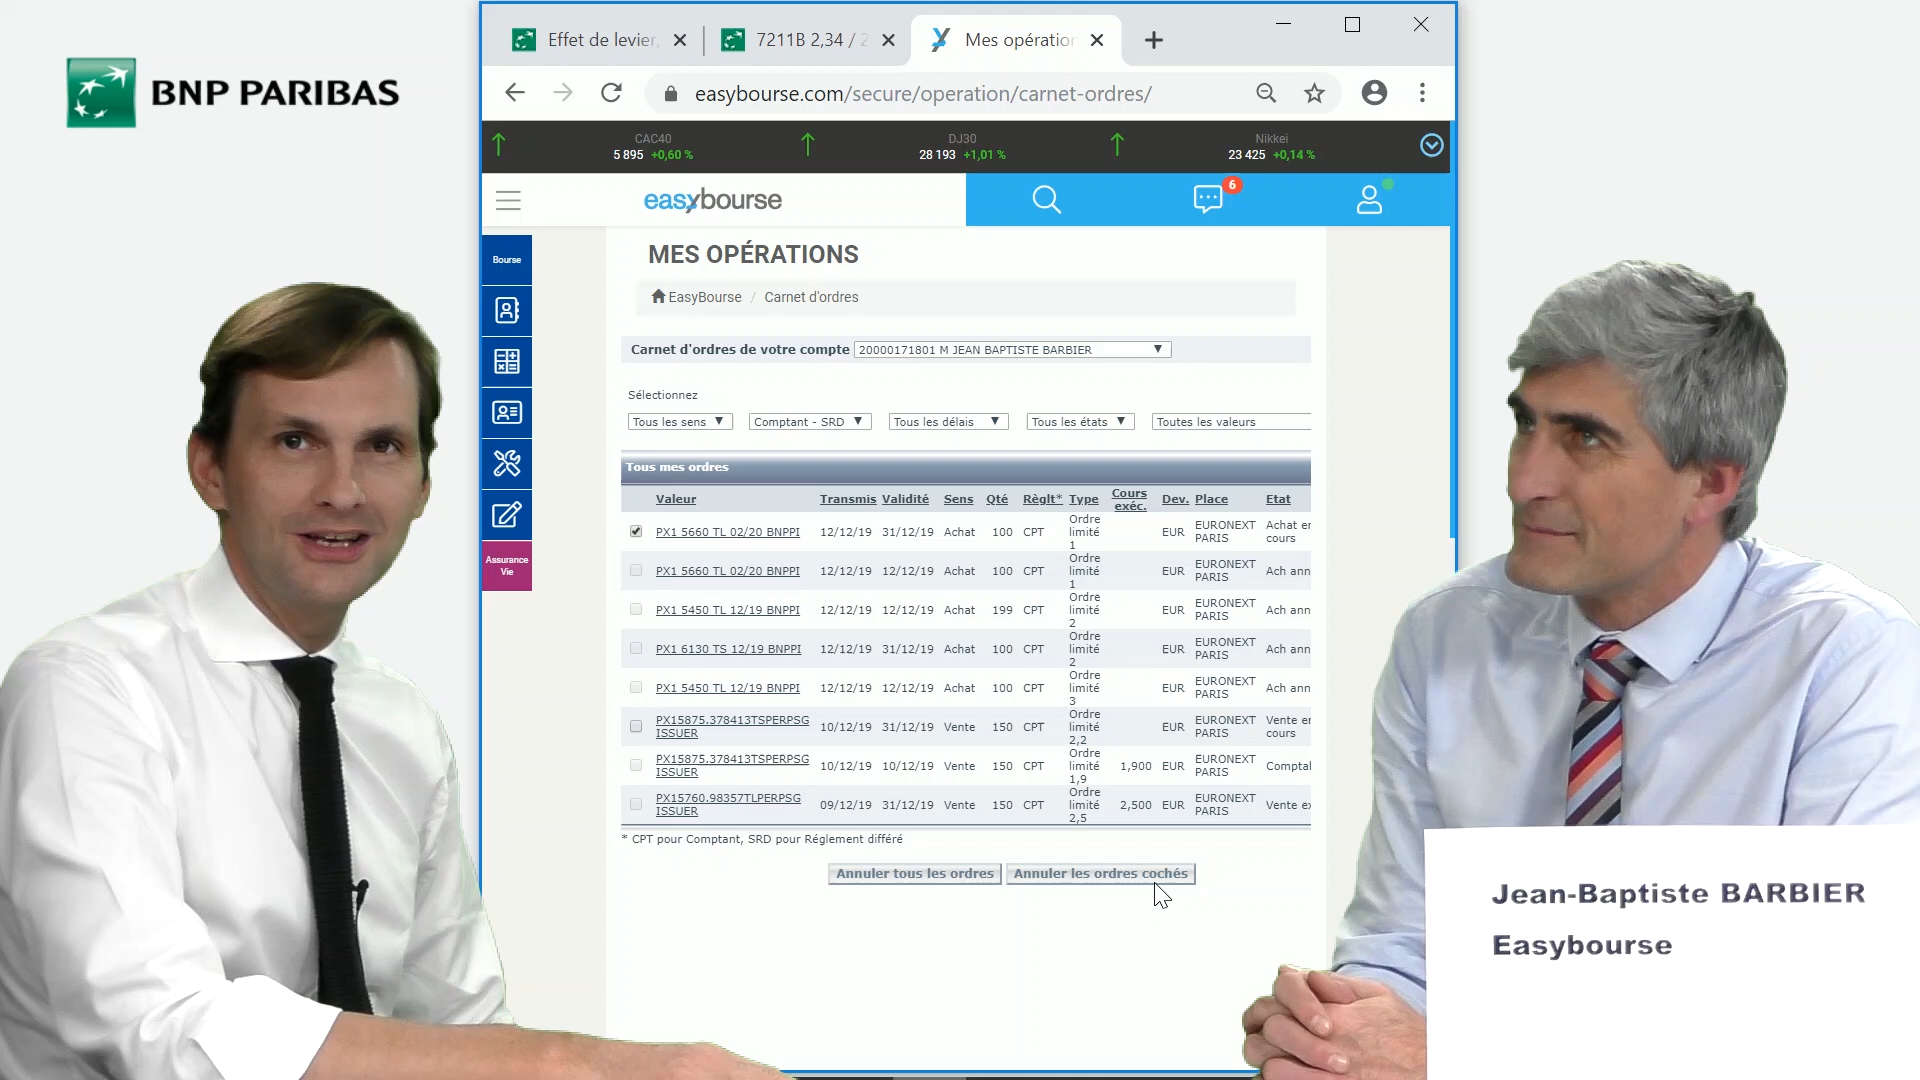 BNP PARIBAS
Effet de levier,
7211B 2,34 / 2
Mes opération
easybourse.com/secure/operation/carnet-ordres/
CAC40
5 895 +0,60 %
DJ30
28 193 +1,01 %
Nikkei
23 425 +0,14 %
easybourse
6
Bourse
Assurance
Vie
MES OPÉRATIONS
EasyBourse / Carnet d'ordres
Carnet d'ordres de votre compte 20000171801 M JEAN BAPTISTE BARBIER
Sélectionnez
Tous les sens Comptant - SRD Tous les délais Tous les états Toutes les valeurs
Tous mes ordres
Valeur Transmis Validité Sens Qté Règlt* Type Cours exéc. Dev. Place Etat
PX1 5660 TL 02/20 BNPPI 12/12/19 31/12/19 Achat 100 CPT Ordre limité 1 EUR EURONEXT PARIS Achat en cours
PX1 5660 TL 02/20 BNPPI 12/12/19 12/12/19 Achat 100 CPT Ordre limité 1 EUR EURONEXT PARIS Ach ann
PX1 5450 TL 12/19 BNPPI 12/12/19 12/12/19 Achat 199 CPT Ordre limité 2 EUR EURONEXT PARIS Ach ann
PX1 6130 TS 12/19 BNPPI 12/12/19 31/12/19 Achat 100 CPT Ordre limité 2 EUR EURONEXT PARIS Ach ann
PX1 5450 TL 12/19 BNPPI 12/12/19 12/12/19 Achat 100 CPT Ordre limité 3 EUR EURONEXT PARIS Ach ann
PX15875.378413TSPERPSG ISSUER 10/12/19 31/12/19 Vente 150 CPT Ordre limité 2,2 EUR EURONEXT PARIS Vente en cours
PX15875.378413TSPERPSG ISSUER 10/12/19 10/12/19 Vente 150 CPT Ordre limité 1,9 1,900 EUR EURONEXT PARIS Comptal
PX15760.98357TLPERPSG ISSUER 09/12/19 31/12/19 Vente 150 CPT Ordre limité 2,5 2,500 EUR EURONEXT PARIS Vente ex
* CPT pour Comptant, SRD pour Réglement différé
Annuler tous les ordres Annuler les ordres cochés
Jean-Baptiste BARBIER
Easybourse